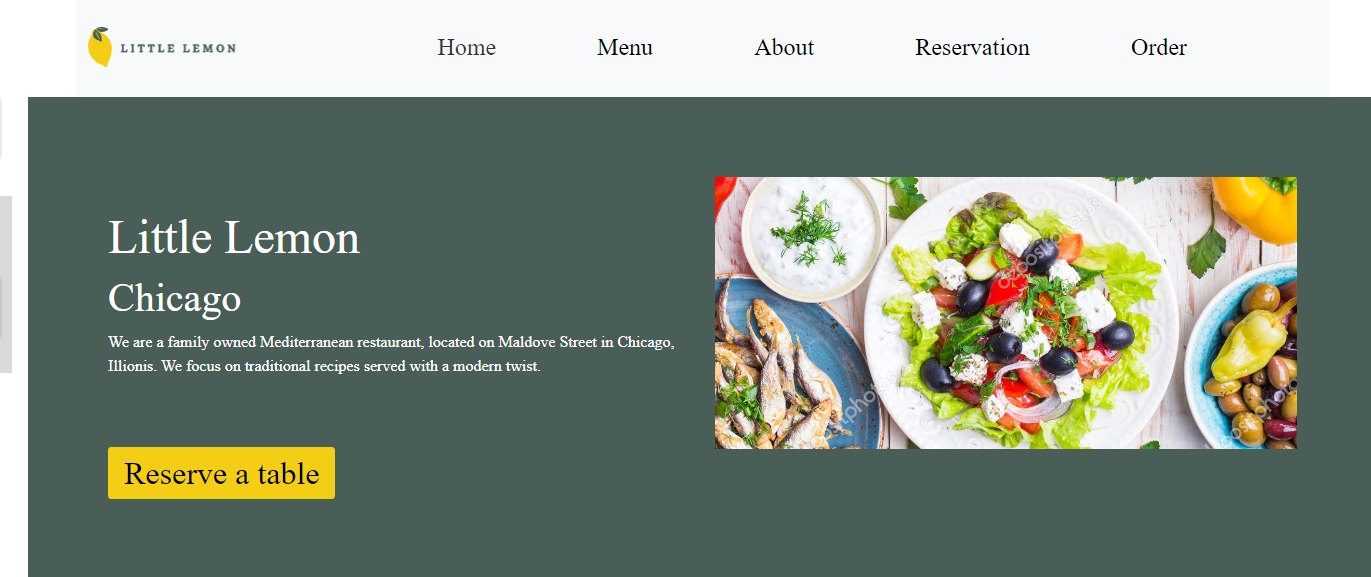 LITTLE LEMON
Home
Menu
About
Reservation
Order
Little Lemon
Chicago
We are a family owned Mediterranean restaurant, located on Maldove Street in Chicago,
Illionis. We focus on traditional recipes served with a modern twist.
Reserve a table
depositphotos